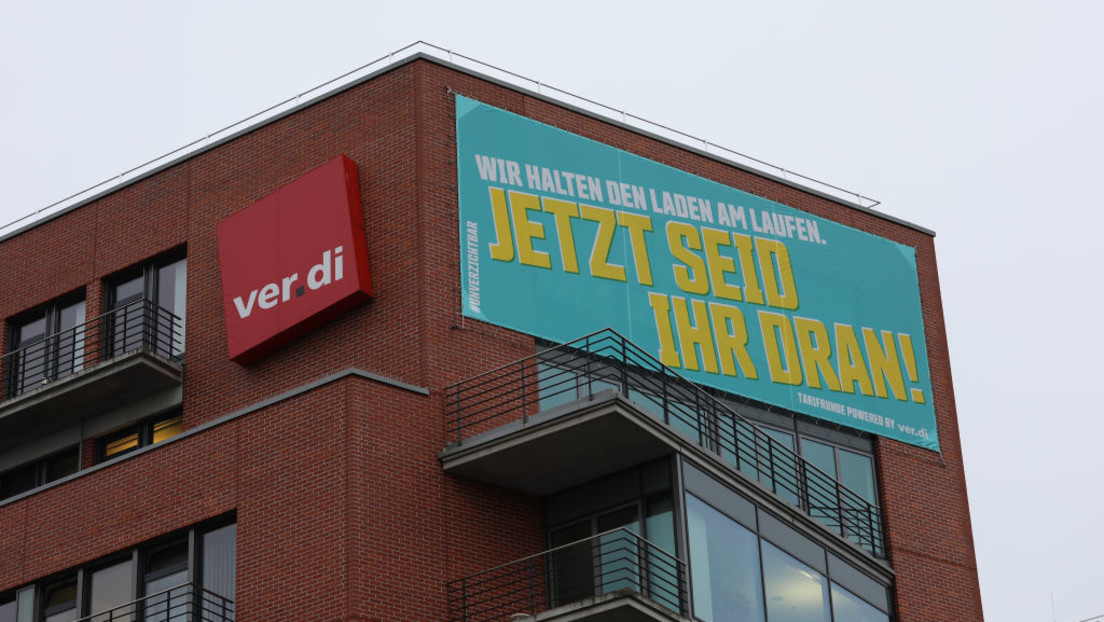 ver.di
#UNVERZICHTBAR
WIR HALTEN DEN LADEN AM LAUFEN.
JETZT SEID
IHR DRAN!
TARIFRUNDE POWERED BY ver.di